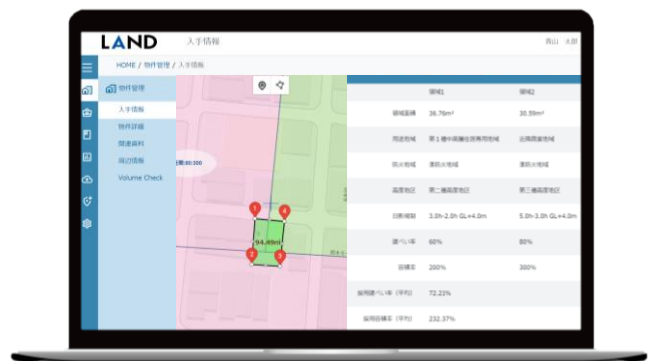 LAND 入手情報 青山 太郎
HOME / 物件管理 / 入手情報
物件管理
入手情報
物件詳細
関連資料
周辺情報
Volume Check
1
4
94.49m
2
3
領域1 領域2
領域面積 36.76m² 30.59m²
用途地域 第1種中高層住居専用地域 近隣商業地域
防火地域 準防火地域 準防火地域
高度地区 第二種高度地区 第三種高度地区
日影規制 3.0h-2.0h GL+4.0m 5.0h-3.0h GL+4.0m
建ぺい率 60% 80%
容積率 200% 300%
採用建ぺい率 (平均) 72.21%
採用容積率 (平均) 232.37%